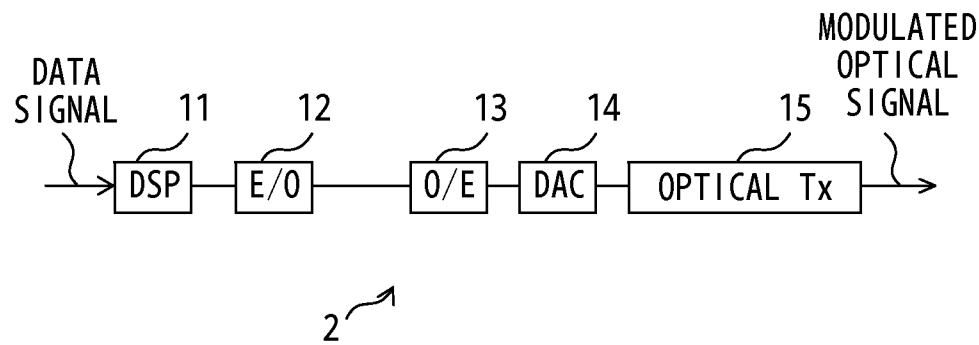 MODULATED
OPTICAL
SIGNAL
DATA
SIGNAL
11
12
13
14
15
DSP
E/O
O/E
DAC
OPTICAL Tx
2